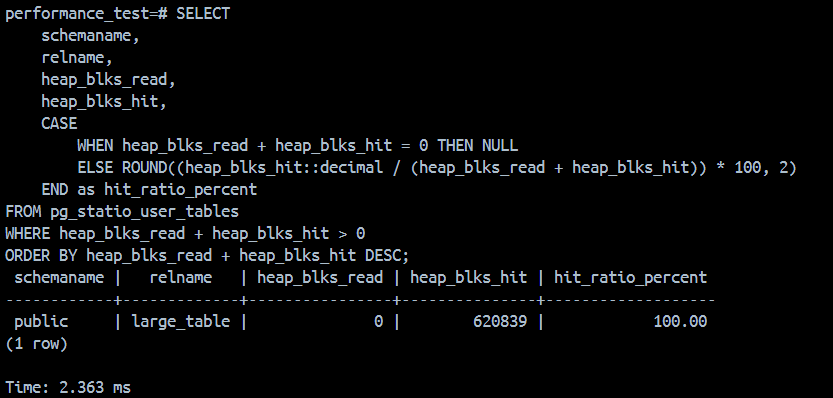 performance_test=# SELECT
    schemaname,
    relname,
    heap_blks_read,
    heap_blks_hit,
    CASE
        WHEN heap_blks_read + heap_blks_hit = 0 THEN NULL
        ELSE ROUND((heap_blks_hit::decimal / (heap_blks_read + heap_blks_hit)) * 100, 2)
    END as hit_ratio_percent
FROM pg_statio_user_tables
WHERE heap_blks_read + heap_blks_hit > 0
ORDER BY heap_blks_read + heap_blks_hit DESC;
 schemaname |   relname   | heap_blks_read | heap_blks_hit | hit_ratio_percent
------------+-------------+----------------+---------------+-------------------
 public     | large_table |              0 |        620839 |            100.00
(1 row)

Time: 2.363 ms